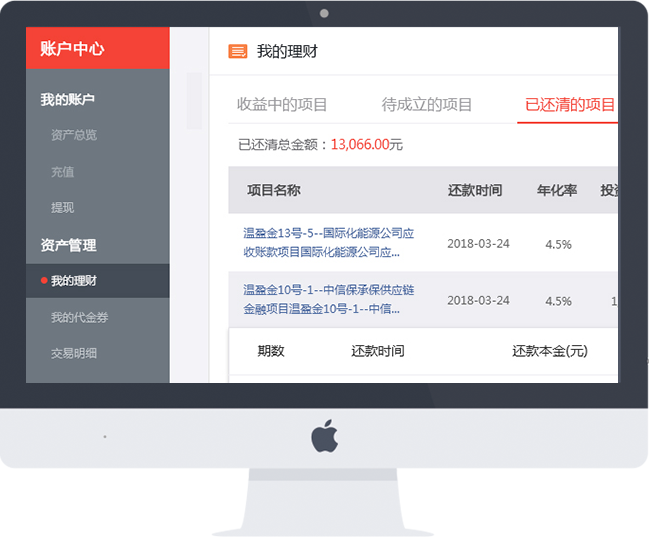 账户中心
我的账户
资产总览
充值
提现
资产管理
我的理财
我的代金券
交易明细
我的理财
收益中的项目 待成立的项目 已还清的项目
已还清总金额：13,066.00元
项目名称 还款时间 年化率 投资
温盈金13号-5--国际化能源公司应
收账款项目国际化能源公司应...
2018-03-24 4.5%
温盈金10号-1--中信保承保供应链
金融项目温盈金10号-1--中信...
2018-03-24 4.5% 1
期数 还款时间 还款本金(元)